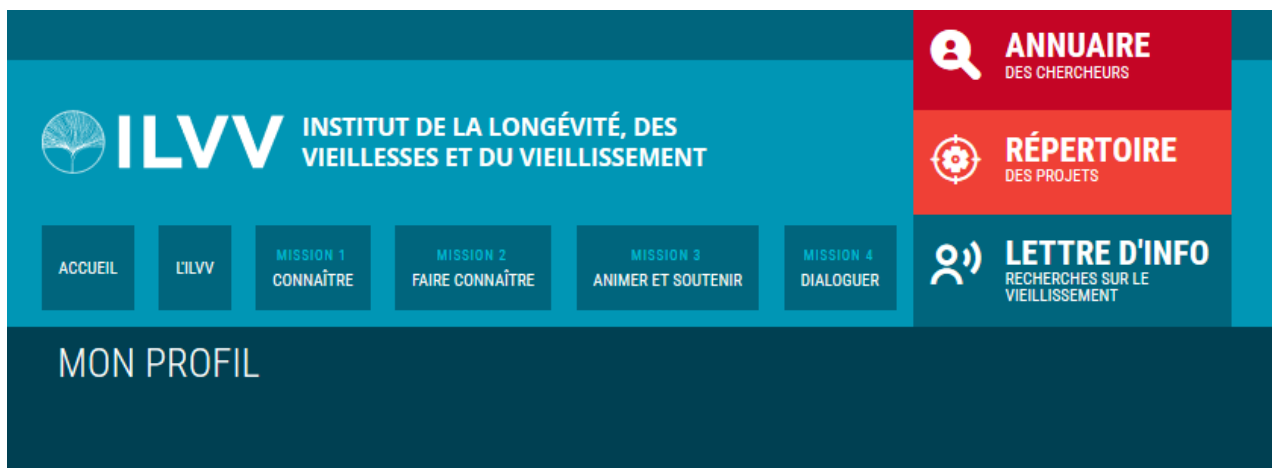 ANNUAIRE
DES CHERCHEURS
ILVV
INSTITUT DE LA LONGÉVITÉ, DES
VIEILLESSES ET DU VIEILLISSEMENT
RÉPERTOIRE
DES PROJETS
ACCUEIL
L'ILVV
MISSION 1
CONNAÎTRE
MISSION 2
FAIRE CONNAÎTRE
MISSION 3
ANIMER ET SOUTENIR
MISSION 4
DIALOGUER
LETTRE D'INFO
RECHERCHES SUR LE
VIEILLISSEMENT
MON PROFIL